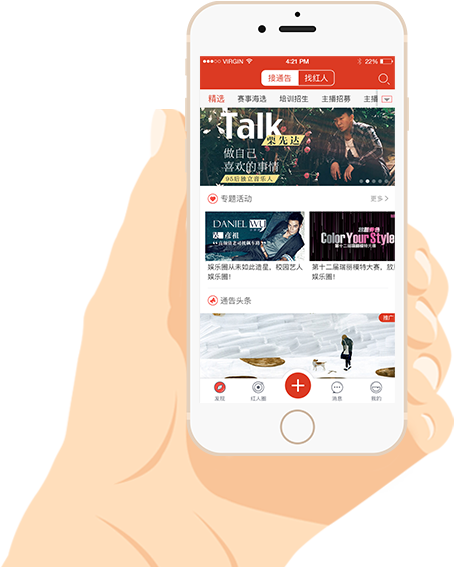 VIRGIN 4:21 PM 22%
接通告 找红人
精选 赛事海选 培训招生 主播招募 主播
Talk
栗先达
做自己
喜欢的事情
95后独立音乐人
专题活动 更多
DANIEL WU
彦祖
COLOR YOUR STYLE
娱乐圈从未如此造星，校园艺人
娱乐圈！
第十二届瑞丽模特大赛，放
娱乐圈！
通告头条
推广
发现 红人圈 消息 我的